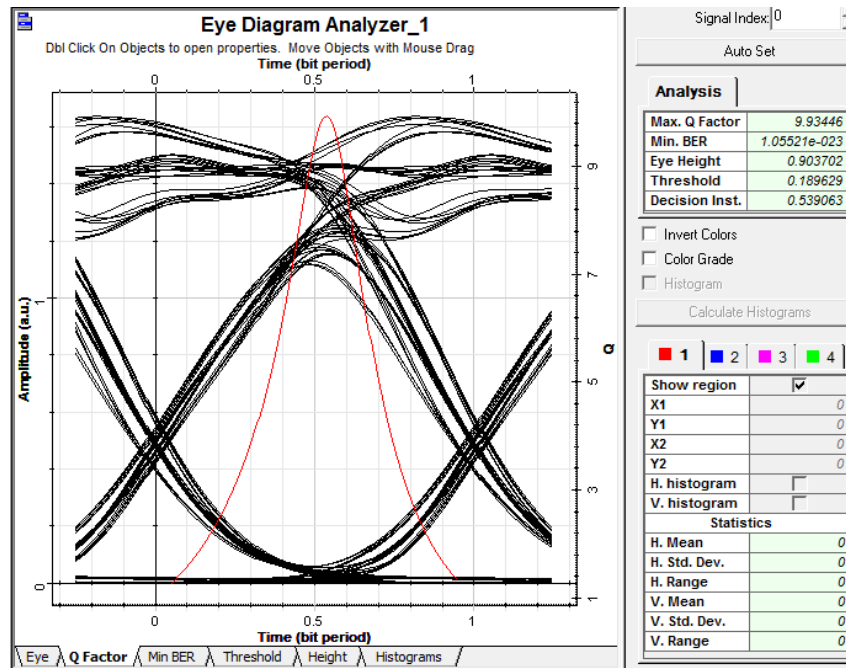 Eye Diagram Analyzer_1
Dbl Click On Objects to open properties. Move Objects with Mouse Drag
Time (bit period)
0 0.5 1
Amplitude (a.u.)
1
0
9
7
5
3
1
Q
0 0.5 1
Time (bit period)
Eye Q Factor Min BER Threshold Height Histograms
Signal Index: 0
Auto Set
Analysis
Max. Q Factor 9.93446
Min. BER 1.05521e-023
Eye Height 0.903702
Threshold 0.189629
Decision Inst. 0.539063
Invert Colors
Color Grade
Histogram
Calculate Histograms
1 2 3 4
Show region
X1 0
Y1 0
X2 0
Y2 0
H. histogram
V. histogram
Statistics
H. Mean 0
H. Std. Dev. 0
H. Range 0
V. Mean 0
V. Std. Dev. 0
V. Range 0